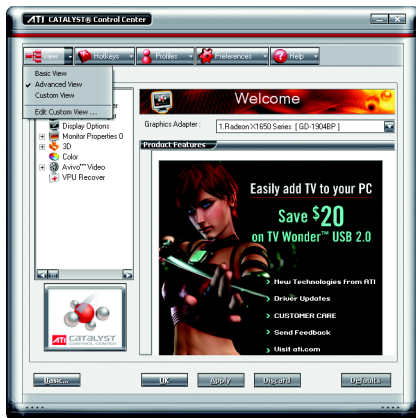 ATI CATALYST® Control Center
View
Hotkeys
Profiles
Preferences
Help
Basic View
Advanced View
Custom View
Edit Custom View ...
Display Options
Monitor Properties 0
3D
Color
Avivo™ Video
VPU Recover
Welcome
Graphics Adapter :
1.Radeon X1650 Series [ GD-1904BP ]
Product Features
Easily add TV to your PC
Save $20
on TV Wonder™ USB 2.0
New Technologies from ATI
Driver Updates
CUSTOMER CARE
Send Feedback
Visit ati.com
ATI CATALYST
CONTROL CENTER
Basic...
OK
Apply
Discard
Defaults